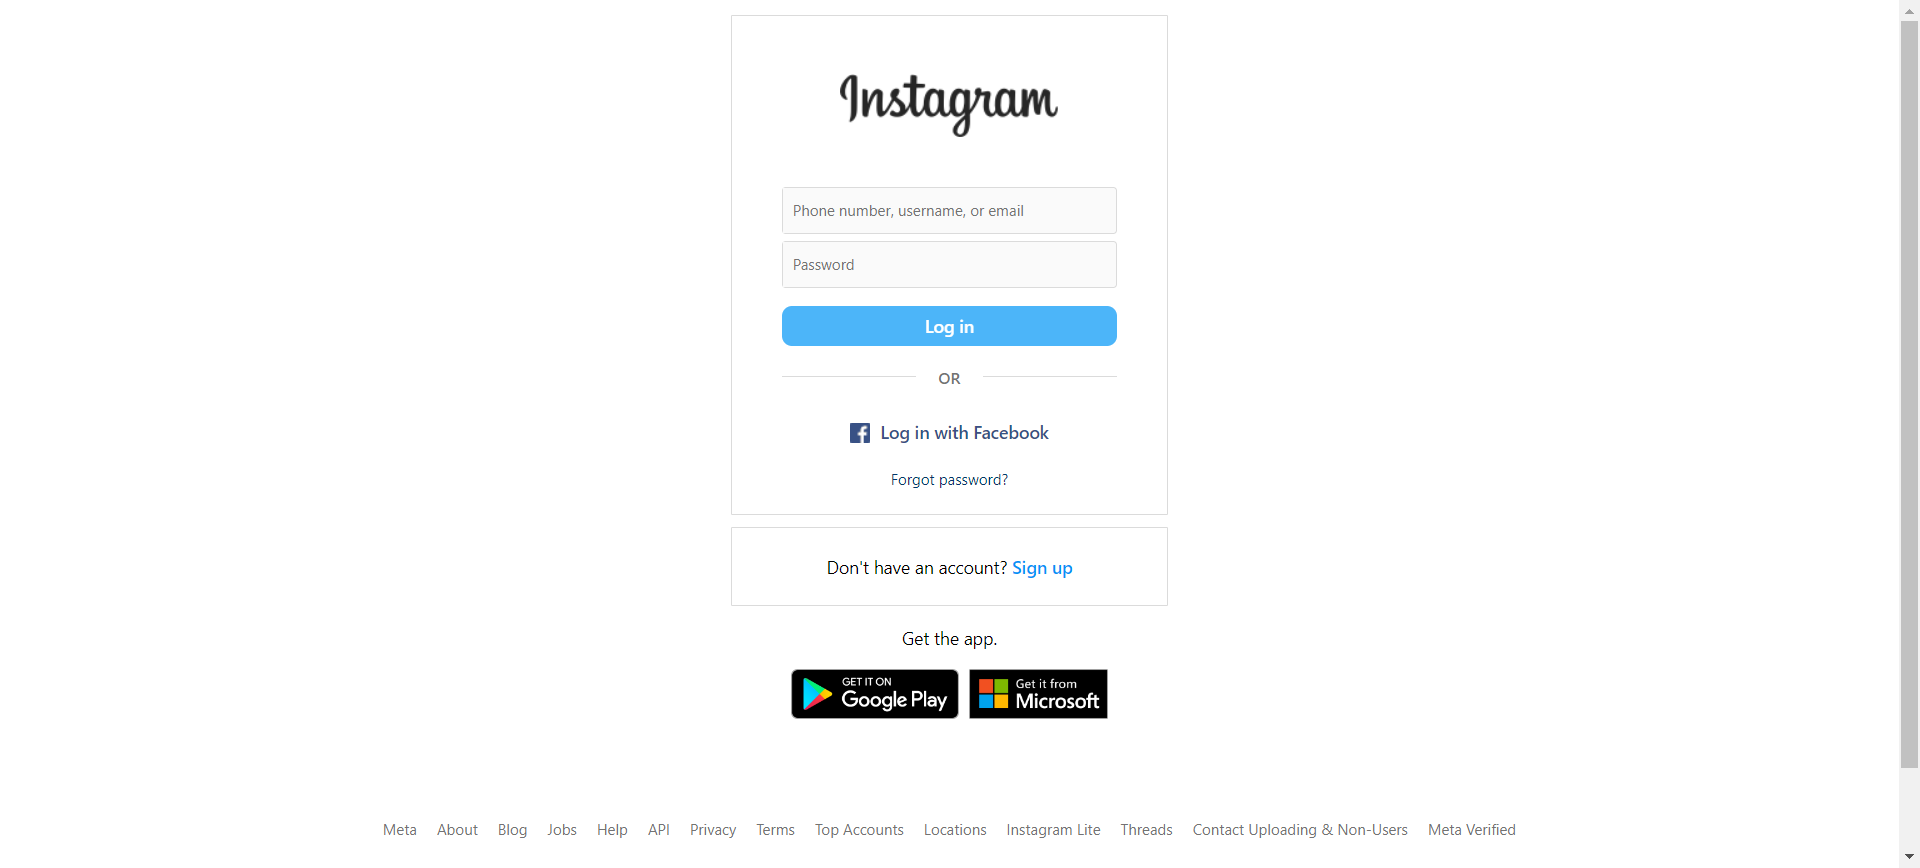 Instagram
Phone number, username, or email
Password
Log in
OR
Log in with Facebook
Forgot password?
Don't have an account? Sign up
Get the app.
GET IT ON
Google Play
Get it from
Microsoft
Meta About Blog Jobs Help API Privacy Terms Top Accounts Locations Instagram Lite Threads Contact Uploading & Non-Users Meta Verified